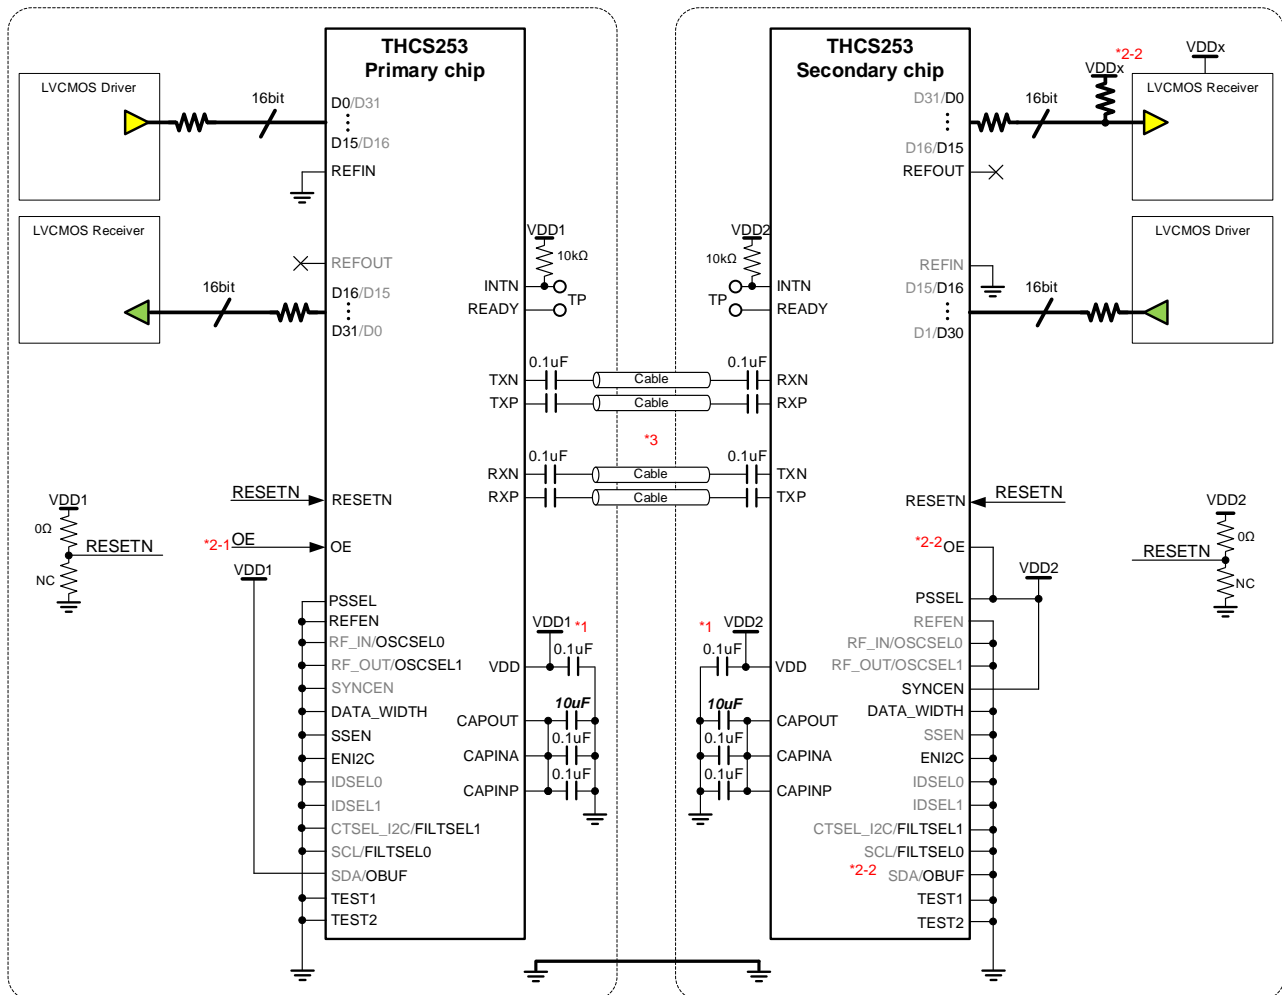 THCS253
Primary chip
LVCMOS Driver
16bit
D0/D31
D15/D16
REFIN
LVCMOS Receiver
REFOUT
16bit
D16/D15
D31/D0
VDD1
10kΩ
INTN
TP
READY
0.1uF
TXN
Cable
TXP
Cable
*3
0.1uF
RXN
Cable
RXP
Cable
VDD1
0Ω
RESETN
NC
RESETN
RESETN
*2-1
OE
OE
VDD1
PSSEL
REFEN
RF_IN/OSCSEL0
RF_OUT/OSCSEL1
SYNCEN
DATA_WIDTH
SSEN
ENI2C
IDSEL0
IDSEL1
CTSEL_I2C/FILTSEL1
SCL/FILTSEL0
SDA/OBUF
TEST1
TEST2
VDD1
*1
0.1uF
VDD
10uF
CAPOUT
0.1uF
CAPINA
0.1uF
CAPINP
THCS253
Secondary chip
VDDx
*2-2
VDDx
LVCMOS Receiver
16bit
D31/D0
D16/D15
REFOUT
LVCMOS Driver
REFIN
16bit
D15/D16
D1/D30
VDD2
10kΩ
INTN
TP
READY
0.1uF
RXN
RXP
0.1uF
TXN
TXP
RESETN
RESETN
VDD2
0Ω
RESETN
NC
*2-2
OE
VDD2
PSSEL
REFEN
RF_IN/OSCSEL0
RF_OUT/OSCSEL1
SYNCEN
DATA_WIDTH
SSEN
ENI2C
IDSEL0
IDSEL1
CTSEL_I2C/FILTSEL1
SCL/FILTSEL0
*2-2
SDA/OBUF
TEST1
TEST2
*1
VDD2
0.1uF
VDD
10uF
CAPOUT
0.1uF
CAPINA
0.1uF
CAPINP